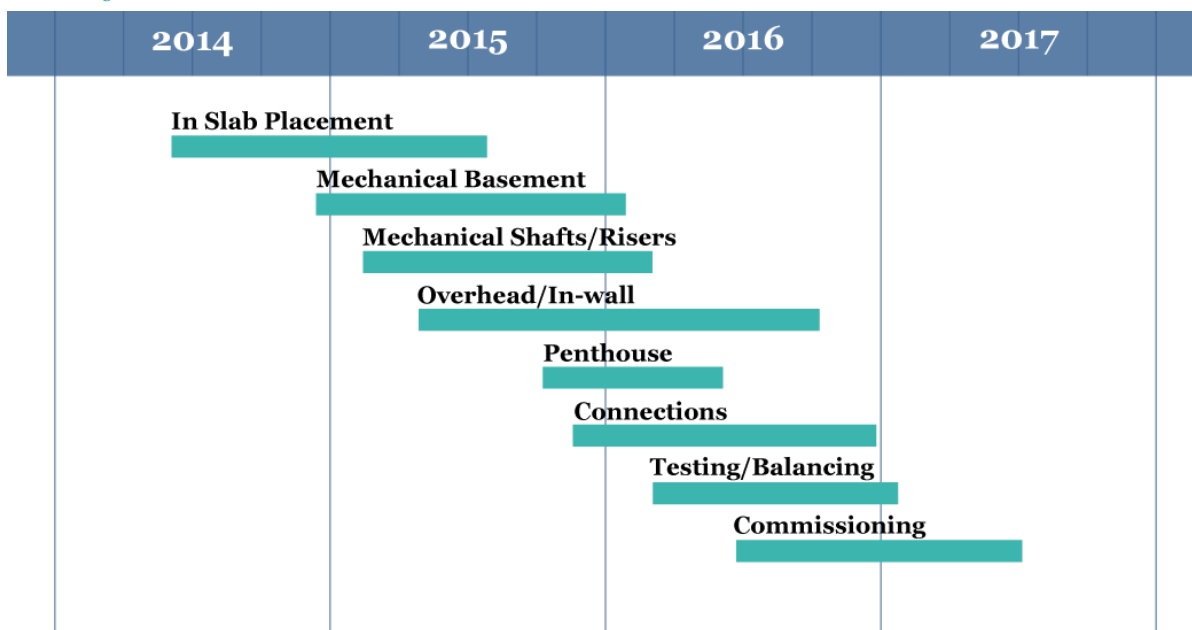 2014 2015 2016 2017
In Slab Placement
Mechanical Basement
Mechanical Shafts/Risers
Overhead/In-wall
Penthouse
Connections
Testing/Balancing
Commissioning